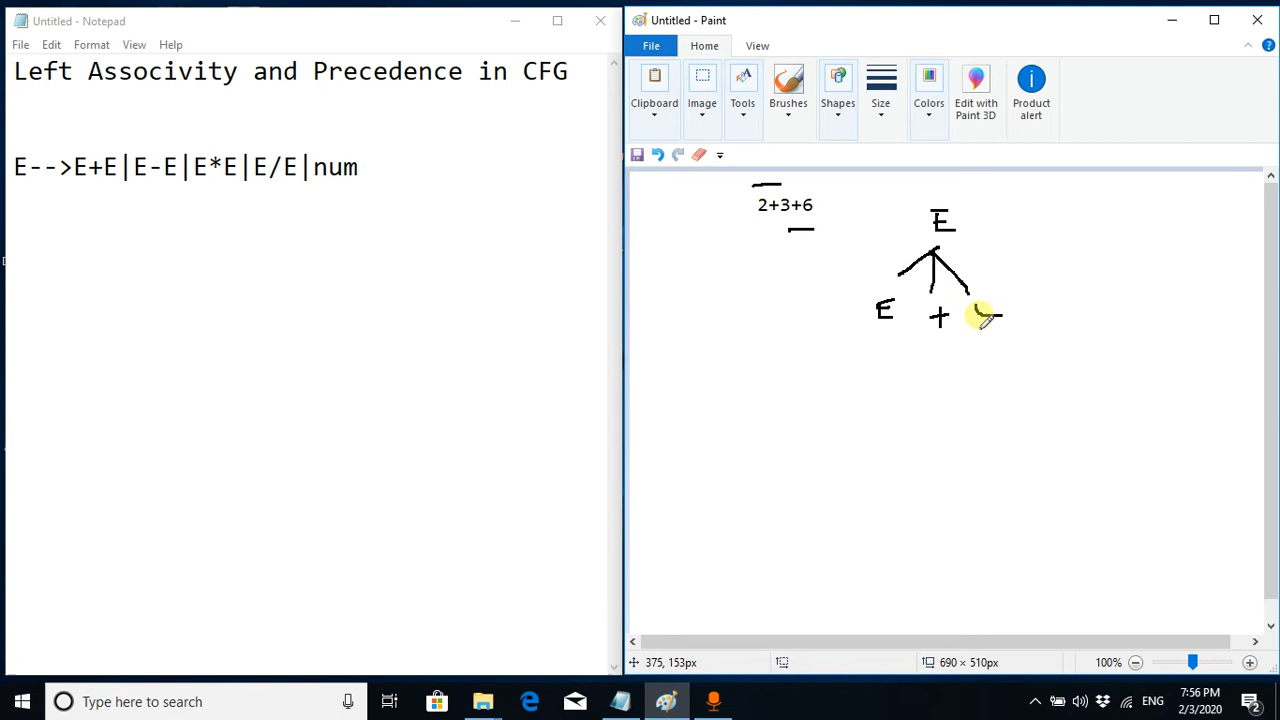 Untitled - Notepad
File Edit Format View Help
Left Associvity and Precedence in CFG
E-->E+E|E-E|E*E|E/E|num
Untitled - Paint
File Home View
Clipboard Image Tools Brushes Shapes Size Colors Edit with Paint 3D Product alert
2+3+6
E
E +
375, 153px 690 × 510px 100%
Type here to search
ENG
7:56 PM
2/3/2020
2